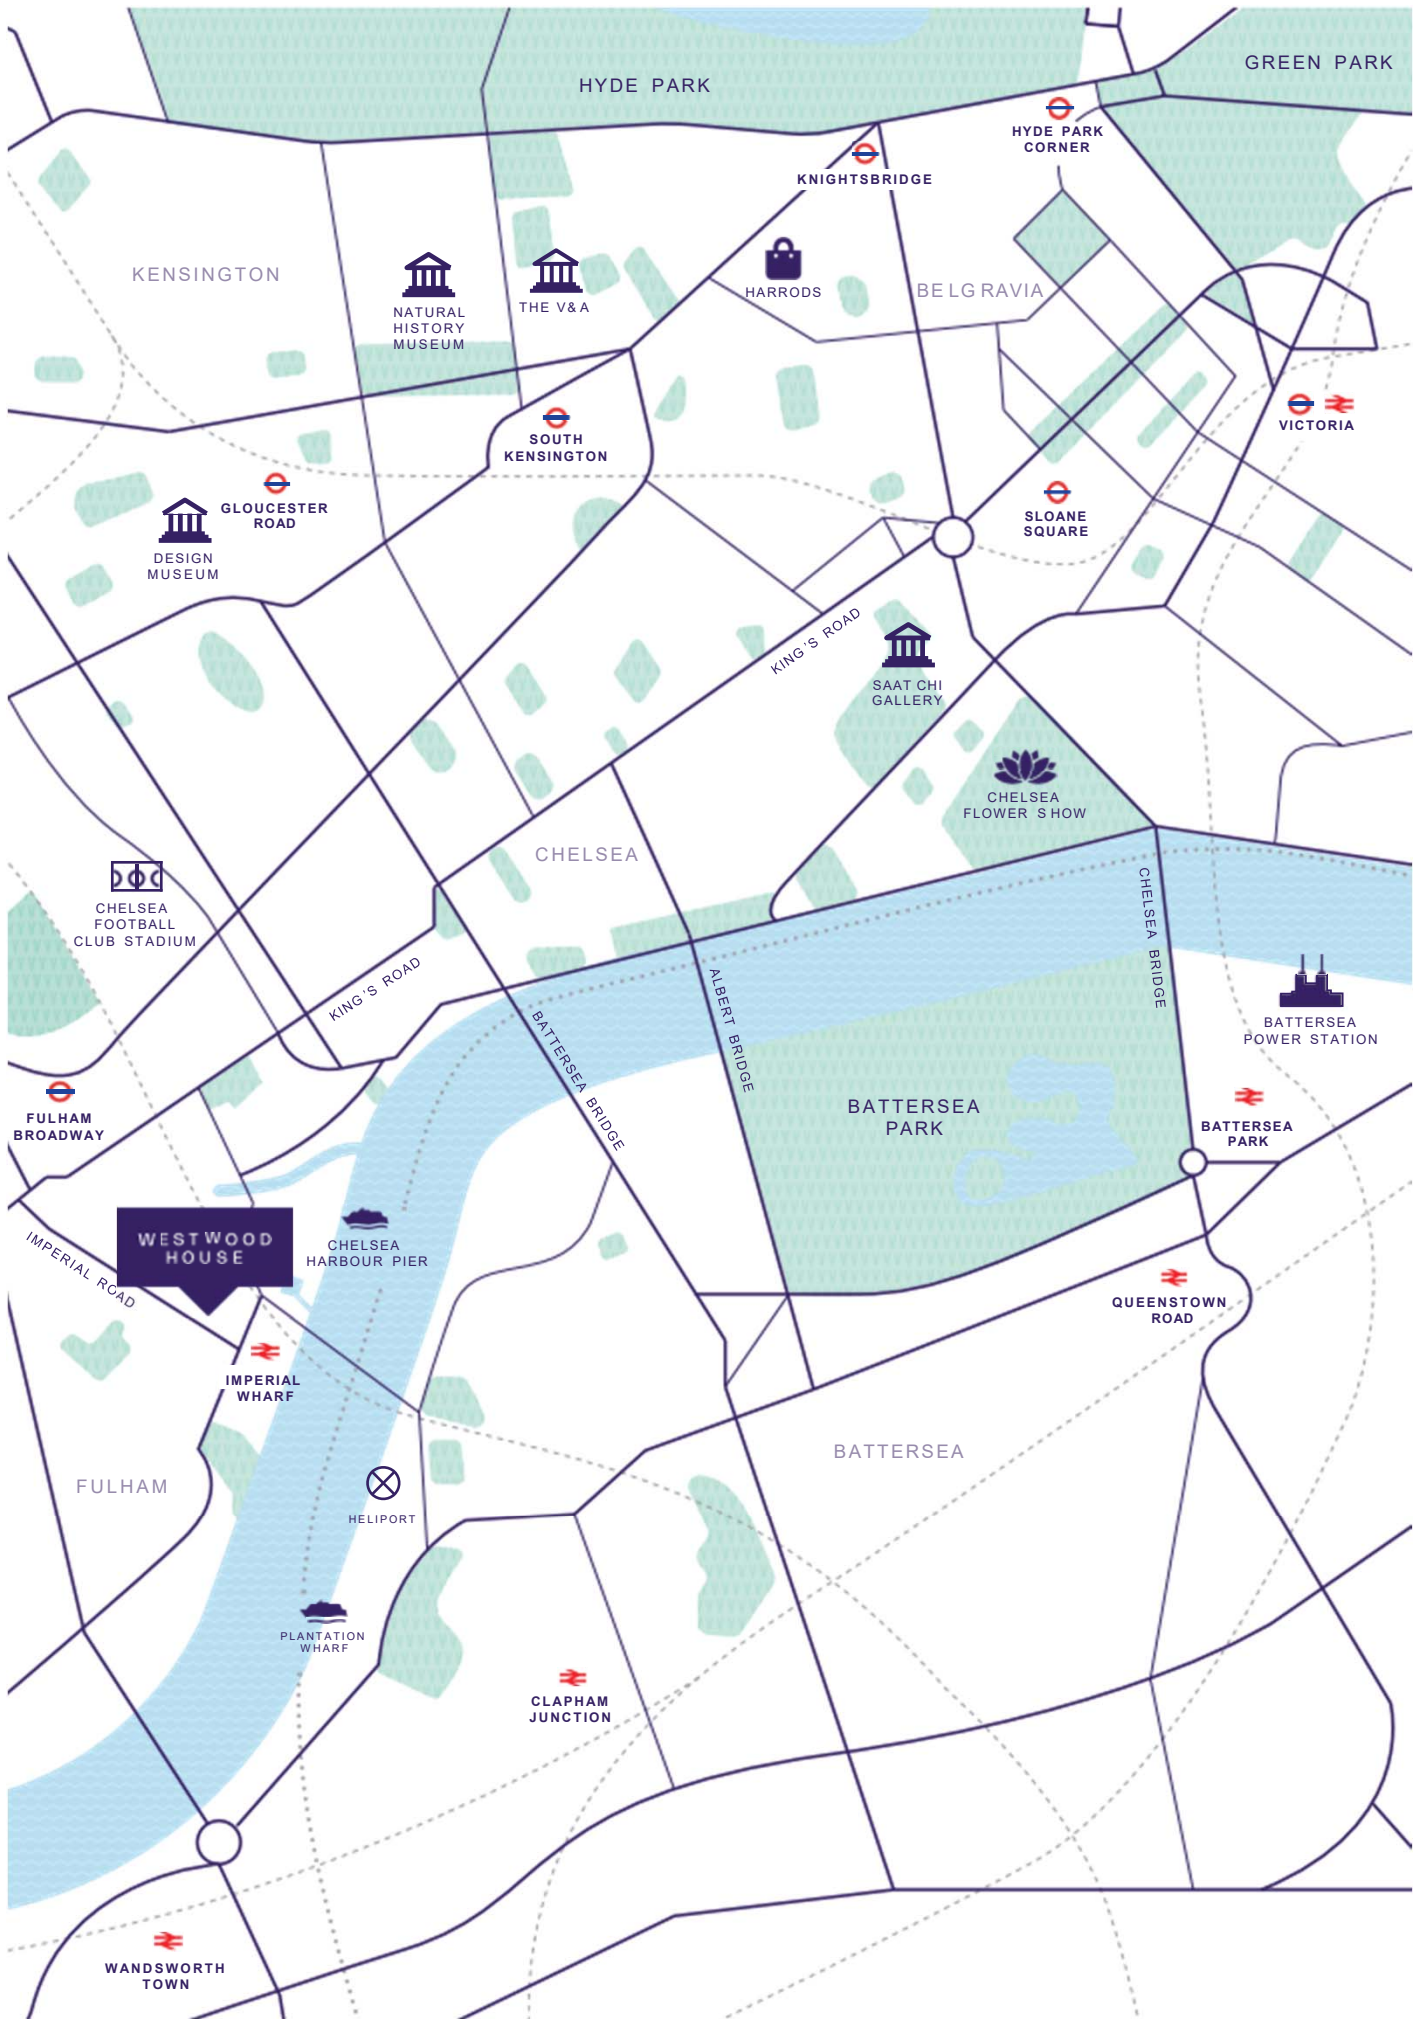 HYDE PARK
GREEN PARK
HYDE PARK
CORNER
KNIGHTSBRIDGE
KENSINGTON
NATURAL
HISTORY
MUSEUM
THE V&A
HARRODS
BELGRAVIA
VICTORIA
SOUTH
KENSINGTON
GLOUCESTER
ROAD
DESIGN
MUSEUM
SLOANE
SQUARE
KING'S ROAD
SAATCHI
GALLERY
CHELSEA
FLOWER SHOW
CHELSEA
CHELSEA
FOOTBALL
CLUB STADIUM
KING'S ROAD
BATTERSEA BRIDGE
ALBERT BRIDGE
CHELSEA BRIDGE
BATTERSEA
POWER STATION
BATTERSEA
PARK
BATTERSEA
PARK
FULHAM
BROADWAY
WESTWOOD
HOUSE
IMPERIAL ROAD
CHELSEA
HARBOUR PIER
QUEENSTOWN
ROAD
IMPERIAL
WHARF
BATTERSEA
FULHAM
HELIPORT
PLANTATION
WHARF
CLAPHAM
JUNCTION
WANDSWORTH
TOWN